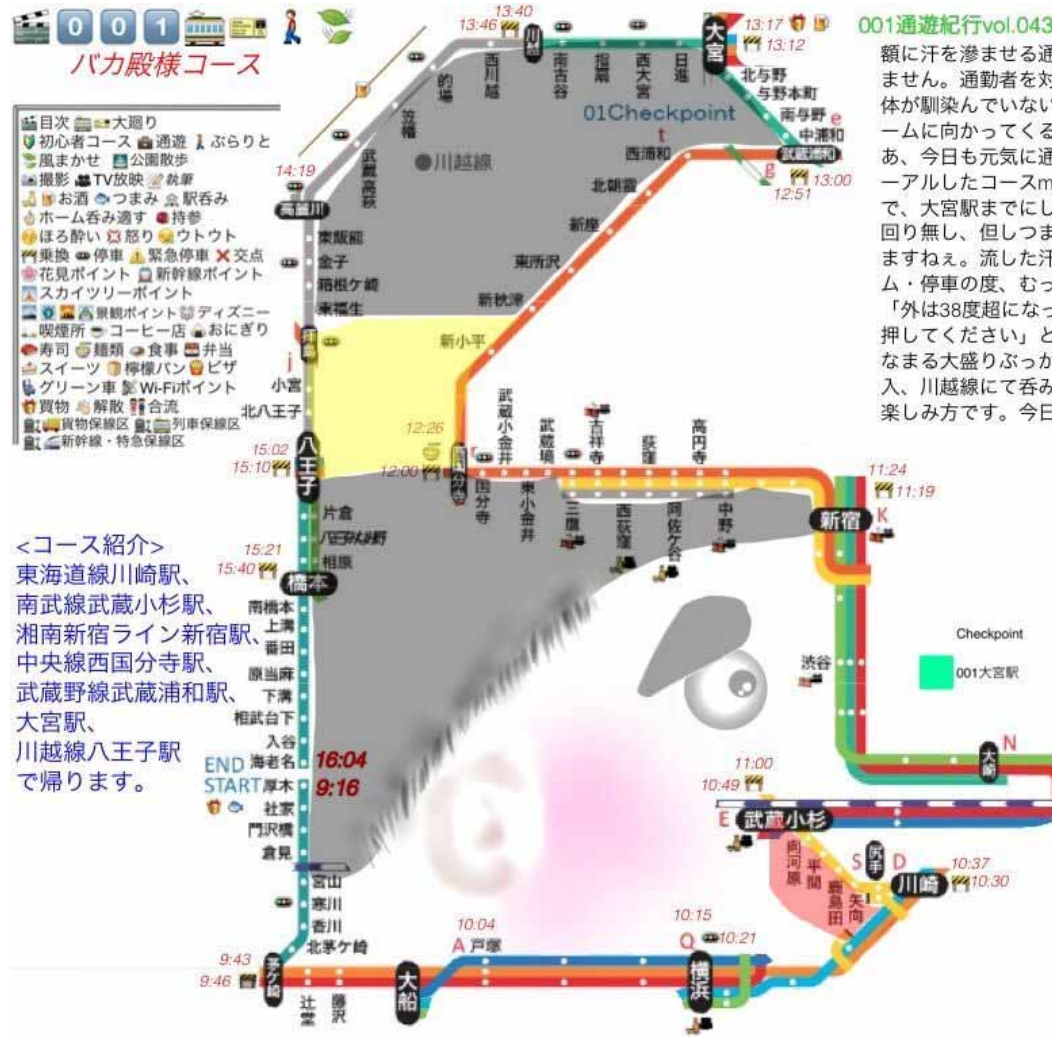 001
バカ殿様コース
目次 大廻り
初心者コース 通遊 ぶらりと
風まかせ 公園散歩
撮影 TV放映 執筆
お酒 つまみ 駅呑み
ホーム呑み適す 持参
ほろ酔い 怒り ウトウト
乗換 停車 緊急停車 交点
花見ポイント 新幹線ポイント
スカイツリーポイント
景観ポイント ディズニー
喫煙所 コーヒー店 おにぎり
寿司 麺類 食事 弁当
スイーツ 檸檬パン ピザ
グリーン車 Wi-Fiポイント
買物 解散 合流
貨物保線区 列車保線区
新幹線・特急保線区
001通遊紀行vol.043
額に汗を滲ませる通
ません。通勤者を対
体が馴染んでいない
ームに向かってくる
あ、今日も元気に通
ーアルしたコースm
で、大宮駅までにし
回り無し、但しつま
ますねぇ。流した汗
ム・停車の度、むっ
「外は38度超になっ
押してください」と
なまる大盛りぶっか
入、川越線にて呑み
楽しみ方です。今日
13:40
13:46
川越
西川越
的場
笠幡
武蔵高萩
南古谷
指扇
西大宮
日進
大宮
13:17
13:12
北与野
与野本町
南与野
e
中浦和
武蔵浦和
13:00
12:51
g
01Checkpoint
t
西浦和
●川越線
北朝霞
新座
東所沢
新秋津
新小平
14:19
高麗川
東飯能
金子
箱根ケ崎
東福生
拝島
j
小宮
北八王子
15:02
15:10
八王子
片倉
八王子みなみ野
相原
15:21
15:40
橋本
南橋本
上溝
番田
原当麻
下溝
相武台下
入谷
END 海老名 16:04
START 厚木 9:16
社家
門沢橋
倉見
宮山
寒川
香川
北茅ケ崎
9:43
9:46
茅ケ崎
辻堂
藤沢
大船
10:04
A 戸塚
10:15
Q
10:21
横浜
12:26
12:00
r
西国分寺
国分寺
武蔵小金井
東小金井
武蔵境
三鷹
吉祥寺
西荻窪
荻窪
阿佐ケ谷
高円寺
中野
11:24
11:19
新宿
K
渋谷
Checkpoint
001大宮駅
大崎
N
11:00
10:49
E 武蔵小杉
向河原
平間
鹿島田
矢向
S
尻手
D
川崎
10:37
10:30
<コース紹介>
東海道線川崎駅、
南武線武蔵小杉駅、
湘南新宿ライン新宿駅、
中央線西国分寺駅、
武蔵野線武蔵浦和駅、
大宮駅、
川越線八王子駅
で帰ります。